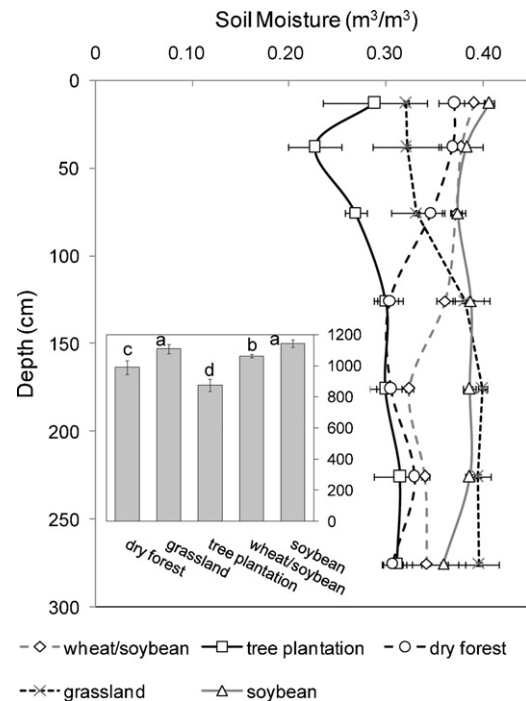 Soil Moisture (m³/m³)
0 0.10 0.20 0.30 0.40
Depth (cm)
0
50
100
150
200
250
300
c a d b a
1200
1000
800
600
400
200
0
dry forest
grassland
tree plantation
wheat/soybean
soybean
wheat/soybean tree plantation dry forest
grassland soybean